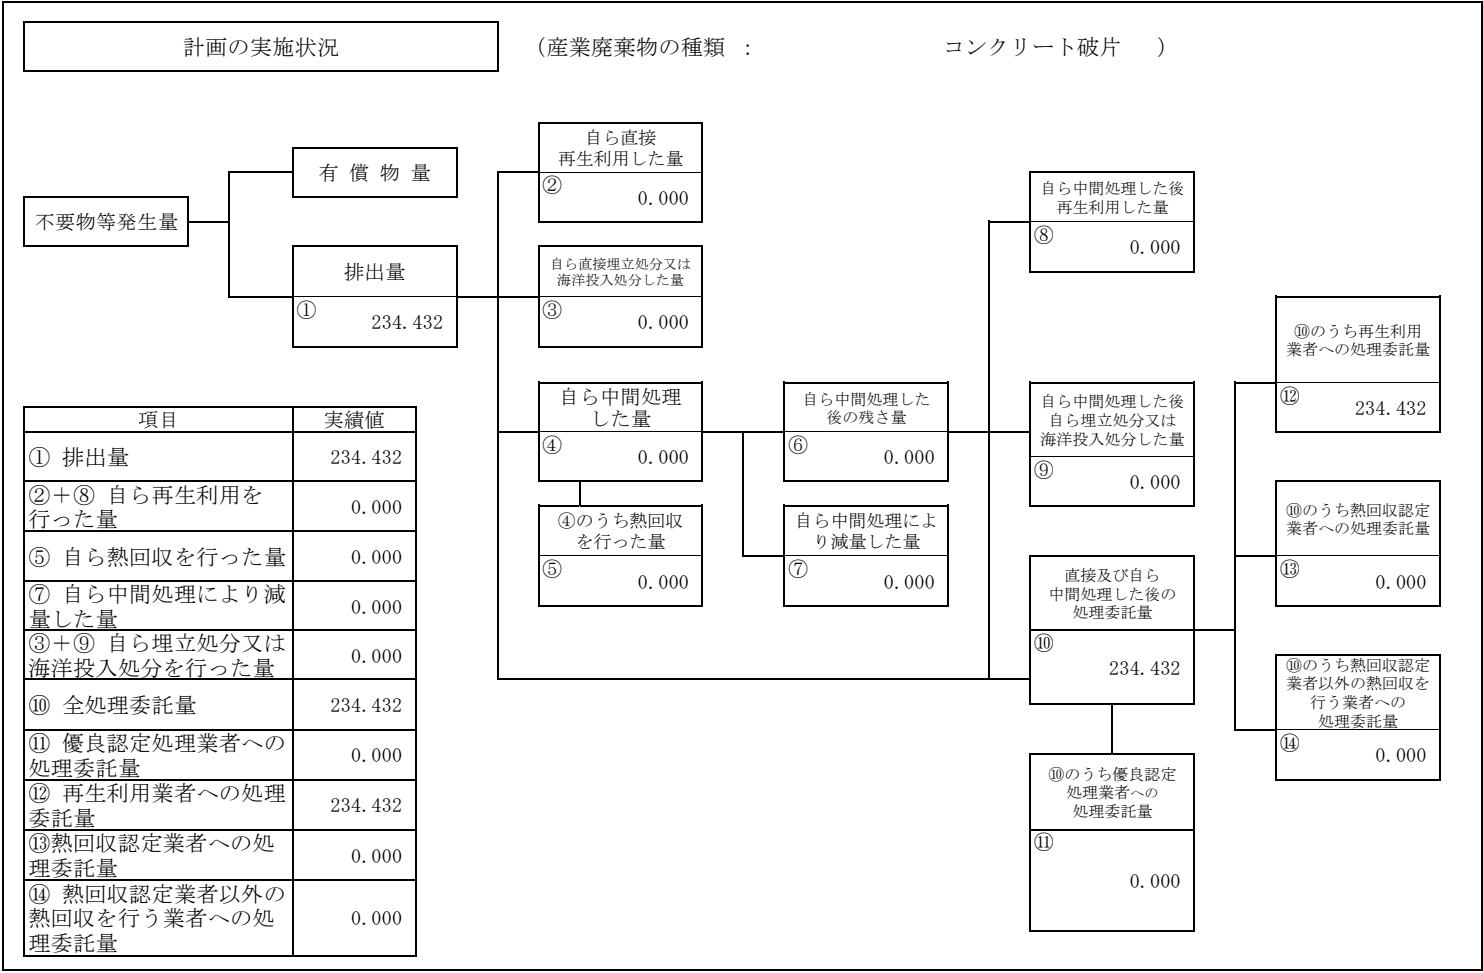 計画の実施状況
（産業廃棄物の種類 : コンクリート破片 ）
不要物等発生量
有 償 物 量
排出量
① 234.432
自ら直接
再生利用した量
② 0.000
自ら直接埋立処分又は
海洋投入処分した量
③ 0.000
自ら中間処理
した量
④ 0.000
④のうち熱回収
を行った量
⑤ 0.000
自ら中間処理した
後の残さ量
⑥ 0.000
自ら中間処理によ
り減量した量
⑦ 0.000
自ら中間処理した後
再生利用した量
⑧ 0.000
自ら中間処理した後
自ら埋立処分又は
海洋投入処分した量
⑨ 0.000
直接及び自ら
中間処理した後の
処理委託量
⑩
234.432
⑩のうち優良認定
処理業者への
処理委託量
⑪
0.000
⑩のうち再生利用
業者への処理委託量
⑫ 234.432
⑩のうち熱回収認定
業者への処理委託量
⑬ 0.000
⑩のうち熱回収認定
業者以外の熱回収を
行う業者への
処理委託量
⑭ 0.000
項目 実績値
① 排出量 234.432
②＋⑧ 自ら再生利用を
行った量 0.000
⑤ 自ら熱回収を行った量 0.000
⑦ 自ら中間処理により減
量した量 0.000
③＋⑨ 自ら埋立処分又は
海洋投入処分を行った量 0.000
⑩ 全処理委託量 234.432
⑪ 優良認定処理業者への
処理委託量 0.000
⑫ 再生利用業者への処理
委託量 234.432
⑬熱回収認定業者への処
理委託量 0.000
⑭ 熱回収認定業者以外の
熱回収を行う業者への処
理委託量 0.000